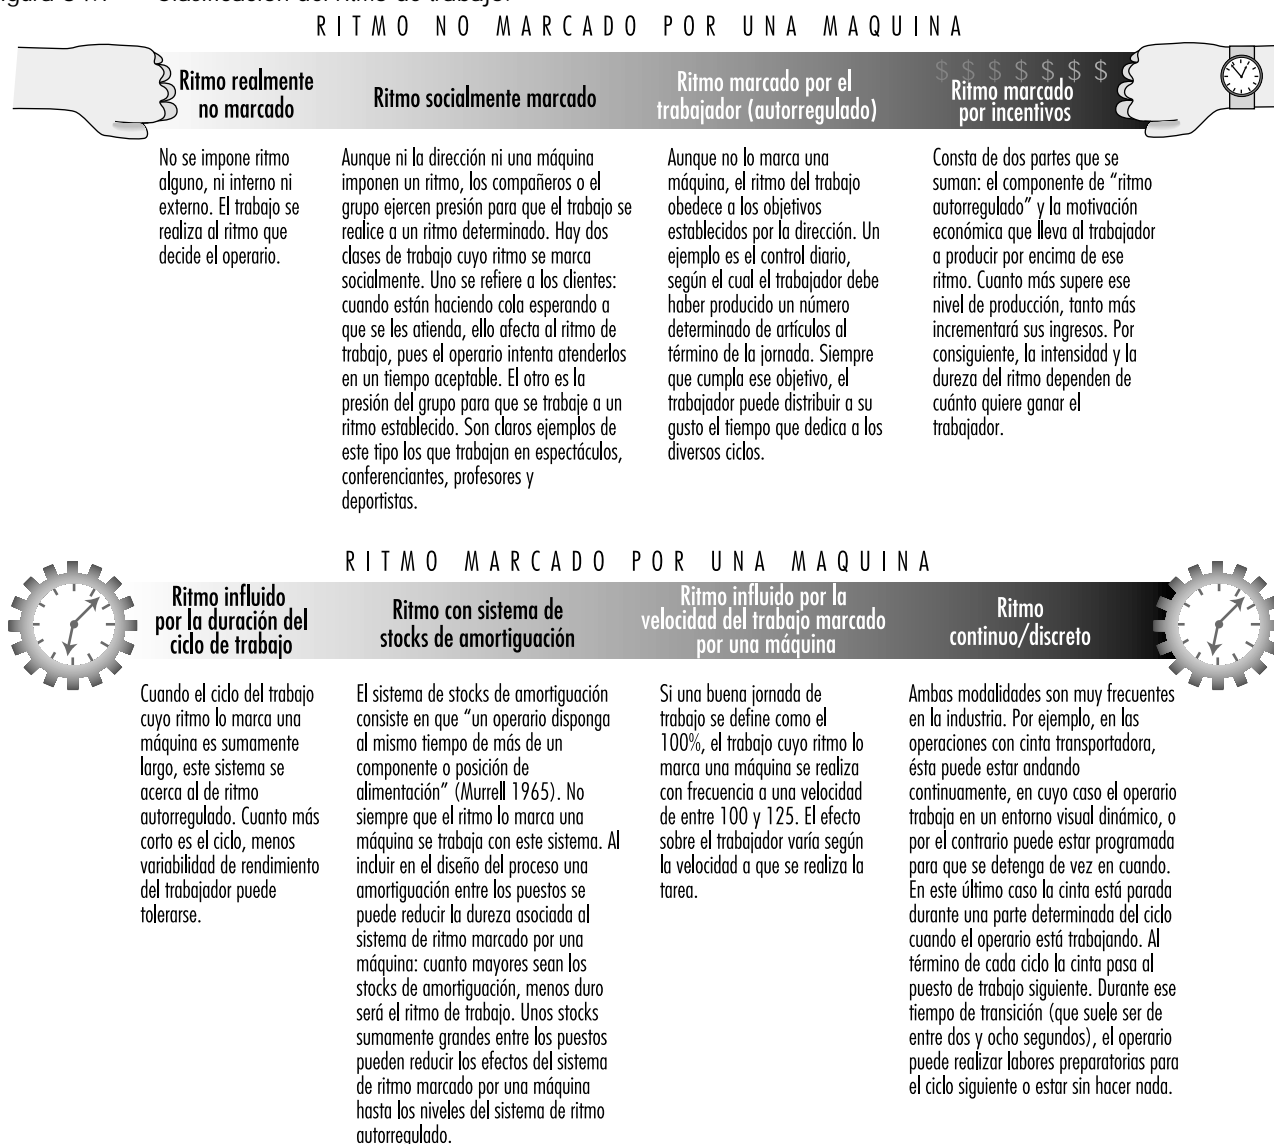 Clasificación del ritmo de trabajo.
RITMO NO MARCADO POR UNA MAQUINA
Ritmo realmente
no marcado
No se impone ritmo
alguno, ni interno ni
externo. El trabajo se
realiza al ritmo que
decide el operario.
Ritmo socialmente marcado
Aunque ni la dirección ni una máquina
imponen un ritmo, los compañeros o el
grupo ejercen presión para que el trabajo se
realice a un ritmo determinado. Hay dos
clases de trabajo cuyo ritmo se marca
socialmente. Uno se refiere a los clientes:
cuando están haciendo cola esperando a
que se les atienda, ello afecta al ritmo de
trabajo, pues el operario intenta atenderlos
en un tiempo aceptable. El otro es la
presión del grupo para que se trabaje a un
ritmo establecido. Son claros ejemplos de
este tipo los que trabajan en espectáculos,
conferenciantes, profesores y
deportistas.
Ritmo marcado por el
trabajador (autorregulado)
Aunque no lo marca una
máquina, el ritmo del trabajo
obedece a los objetivos
establecidos por la dirección. Un
ejemplo es el control diario,
según el cual el trabajador debe
haber producido un número
determinado de artículos al
término de la jornada. Siempre
que cumpla ese objetivo, el
trabajador puede distribuir a su
gusto el tiempo que dedica a los
diversos ciclos.
$ $ $ $ $ $ $
Ritmo marcado
por incentivos
Consta de dos partes que se
suman: el componente de “ritmo
autorregulado” y la motivación
económica que lleva al trabajador
a producir por encima de ese
ritmo. Cuanto más supere ese
nivel de producción, tanto más
incrementará sus ingresos. Por
consiguiente, la intensidad y la
dureza del ritmo dependen de
cuánto quiere ganar el
trabajador.
RITMO MARCADO POR UNA MAQUINA
Ritmo influido
por la duración del
ciclo de trabajo
Cuando el ciclo del trabajo
cuyo ritmo lo marca una
máquina es sumamente
largo, este sistema se
acerca al de ritmo
autorregulado. Cuanto más
corto es el ciclo, menos
variabilidad de rendimiento
del trabajador puede
tolerarse.
Ritmo con sistema de
stocks de amortiguación
El sistema de stocks de amortiguación
consiste en que “un operario disponga
al mismo tiempo de más de un
componente o posición de
alimentación” (Murrell 1965). No
siempre que el ritmo lo marca una
máquina se trabaja con este sistema. Al
incluir en el diseño del proceso una
amortiguación entre los puestos se
puede reducir la dureza asociada al
sistema de ritmo marcado por una
máquina: cuanto mayores sean los
stocks de amortiguación, menos duro
será el ritmo de trabajo. Unos stocks
sumamente grandes entre los puestos
pueden reducir los efectos del sistema
de ritmo marcado por una máquina
hasta los niveles del sistema de ritmo
autorregulado.
Ritmo influido por la
velocidad del trabajo marcado
por una máquina
Si una buena jornada de
trabajo se define como el
100%, el trabajo cuyo ritmo lo
marca una máquina se realiza
con frecuencia a una velocidad
de entre 100 y 125. El efecto
sobre el trabajador varía según
la velocidad a que se realiza la
tarea.
Ritmo
continuo/discreto
Ambas modalidades son muy frecuentes
en la industria. Por ejemplo, en las
operaciones con cinta transportadora,
ésta puede estar andando
continuamente, en cuyo caso el operario
trabaja en un entorno visual dinámico, o
por el contrario puede estar programada
para que se detenga de vez en cuando.
En este último caso la cinta está parada
durante una parte determinada del ciclo
cuando el operario está trabajando. Al
término de cada ciclo la cinta pasa al
puesto de trabajo siguiente. Durante ese
tiempo de transición (que suele ser de
entre dos y ocho segundos), el operario
puede realizar labores preparatorias para
el ciclo siguiente o estar sin hacer nada.